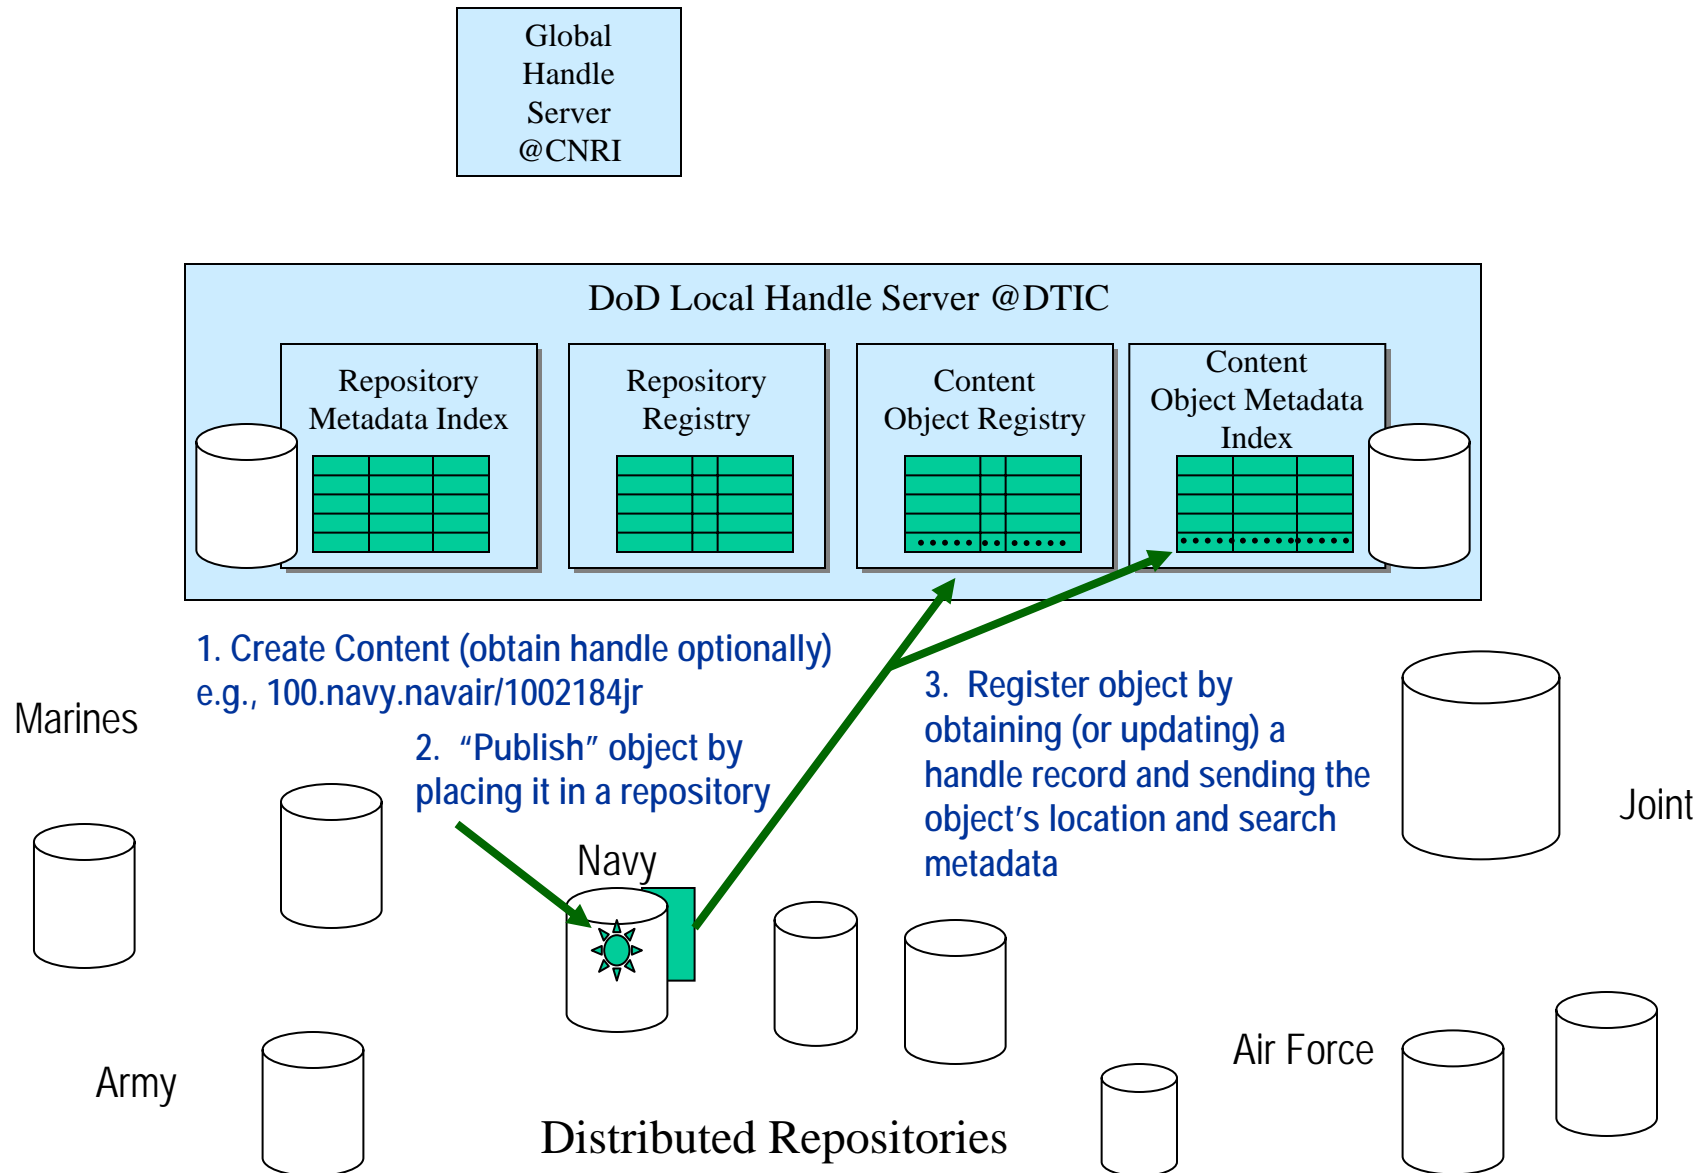 Global
Handle
Server
@CNRI
DoD Local Handle Server @DTIC
Repository
Metadata Index
Repository
Registry
Content
Object Registry
Content
Object Metadata
Index
1. Create Content (obtain handle optionally)
e.g., 100.navy.navair/1002184jr
2. “Publish” object by
placing it in a repository
3. Register object by
obtaining (or updating) a
handle record and sending the
object’s location and search
metadata
Marines
Joint
Navy
Air Force
Army
Distributed Repositories